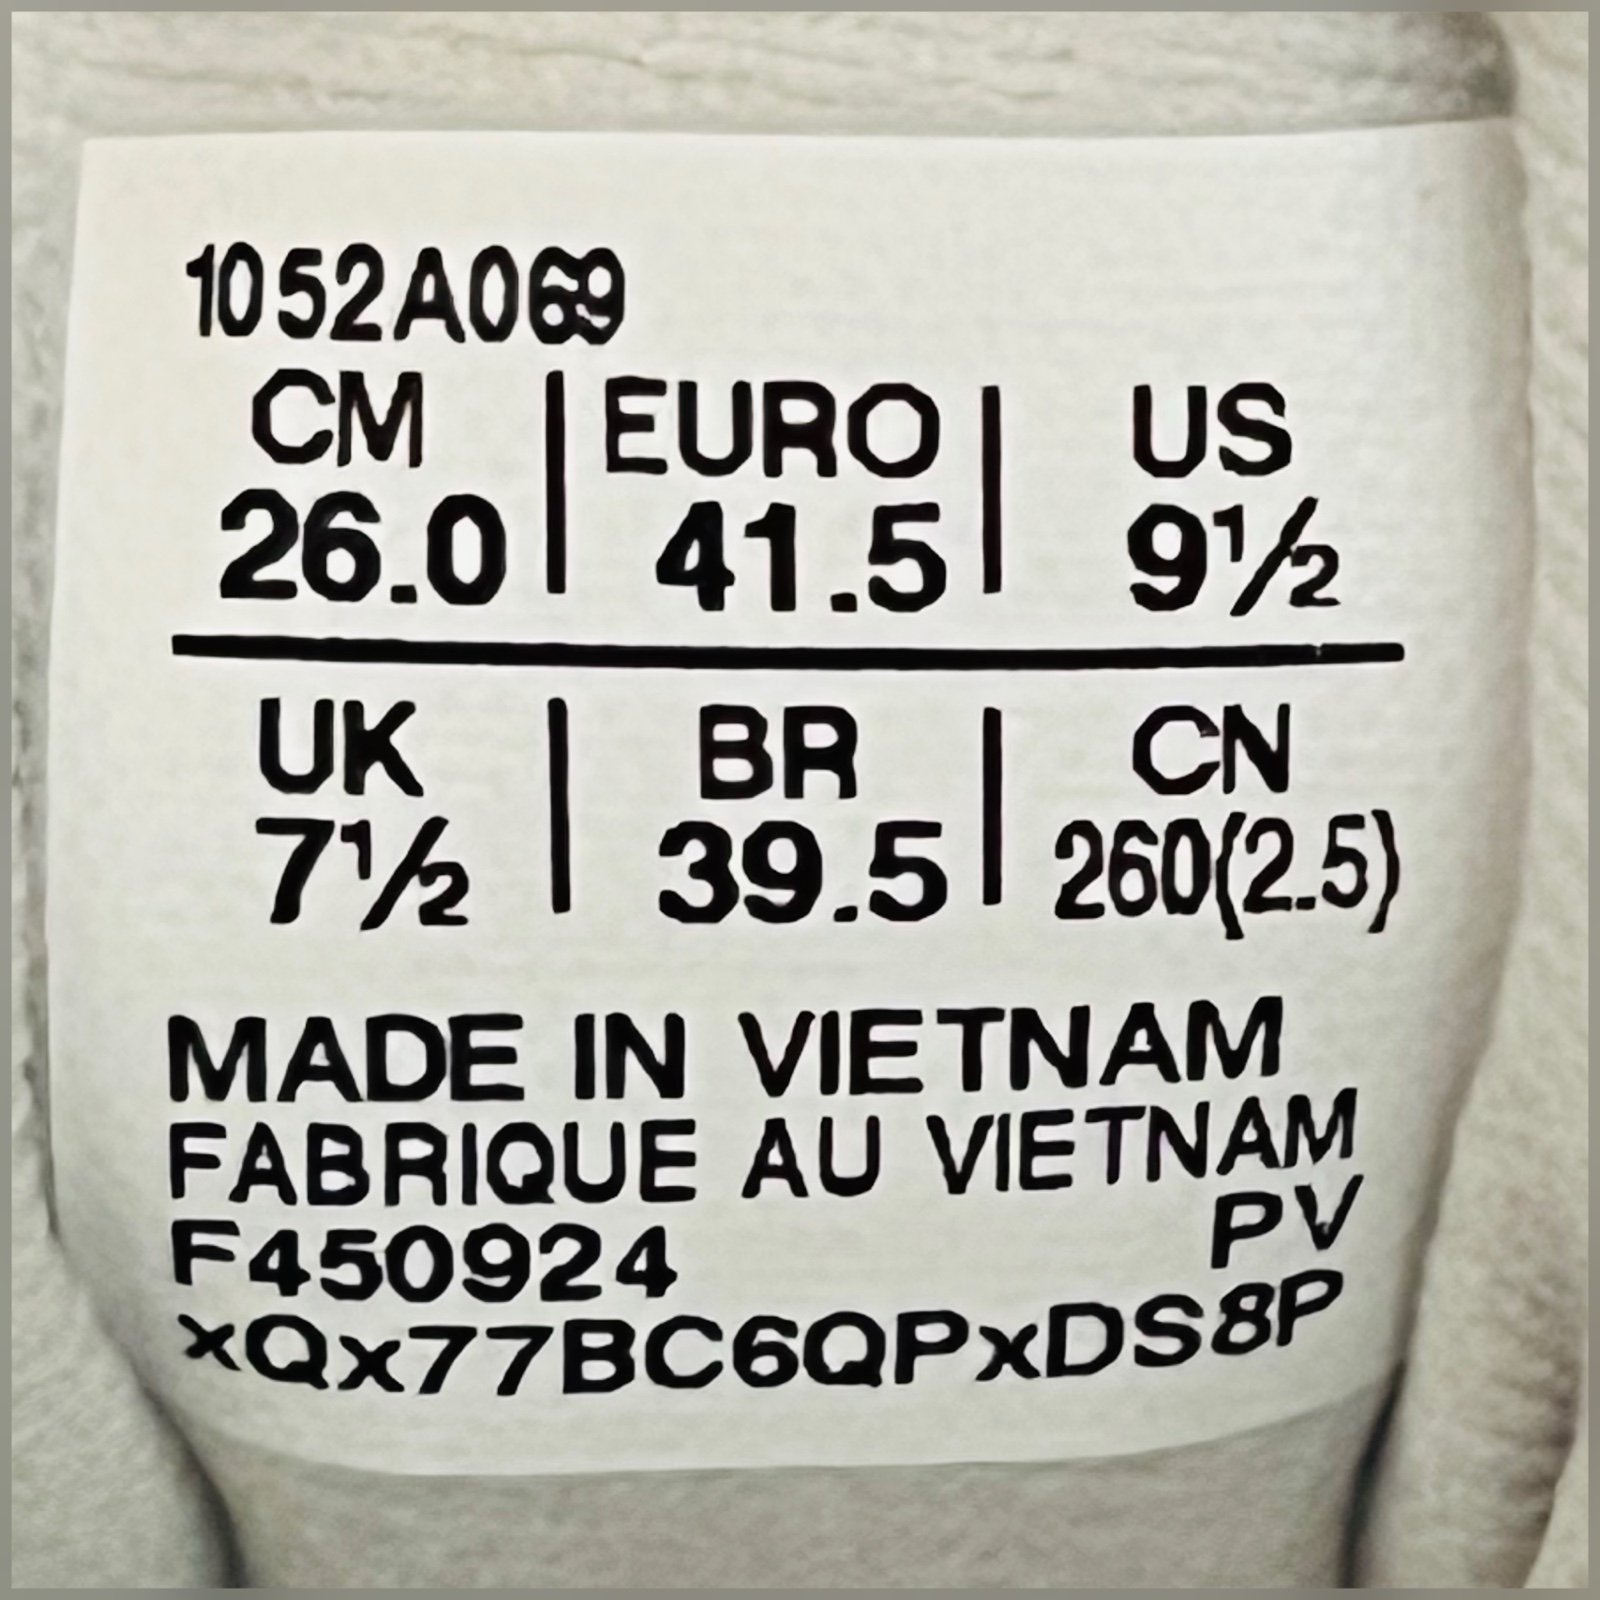 1052A069
CM | EURO | US
26.0 | 41.5 | 9½
UK | BR | CN
7½ | 39.5 | 260(2.5)
MADE IN VIETNAM
FABRIQUE AU VIETNAM
F450924 PV
xQx77BC6QPxDS8P